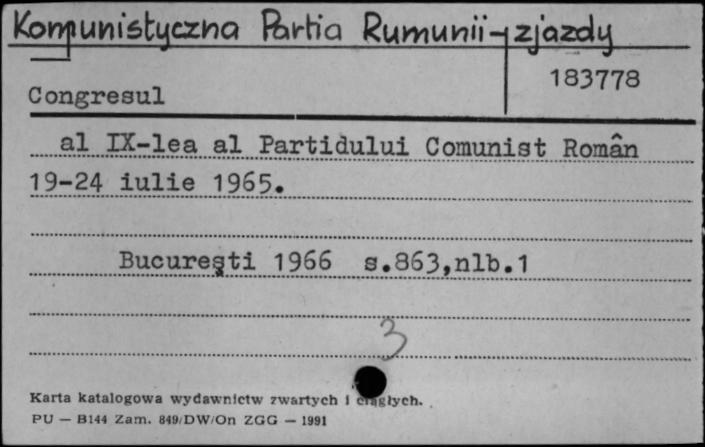 Komunistyczna Partia Rumunii-zjazdy
183778
Congresul
al IX-lea al Partidului Comunist Român
19-24 iulie 1965.
București 1966 s.863,nlb.1
3
Karta katalogowa wydawnictw zwartych i ciągłych.
PU — B144 Zam. 849/DW/On ZGG — 1991